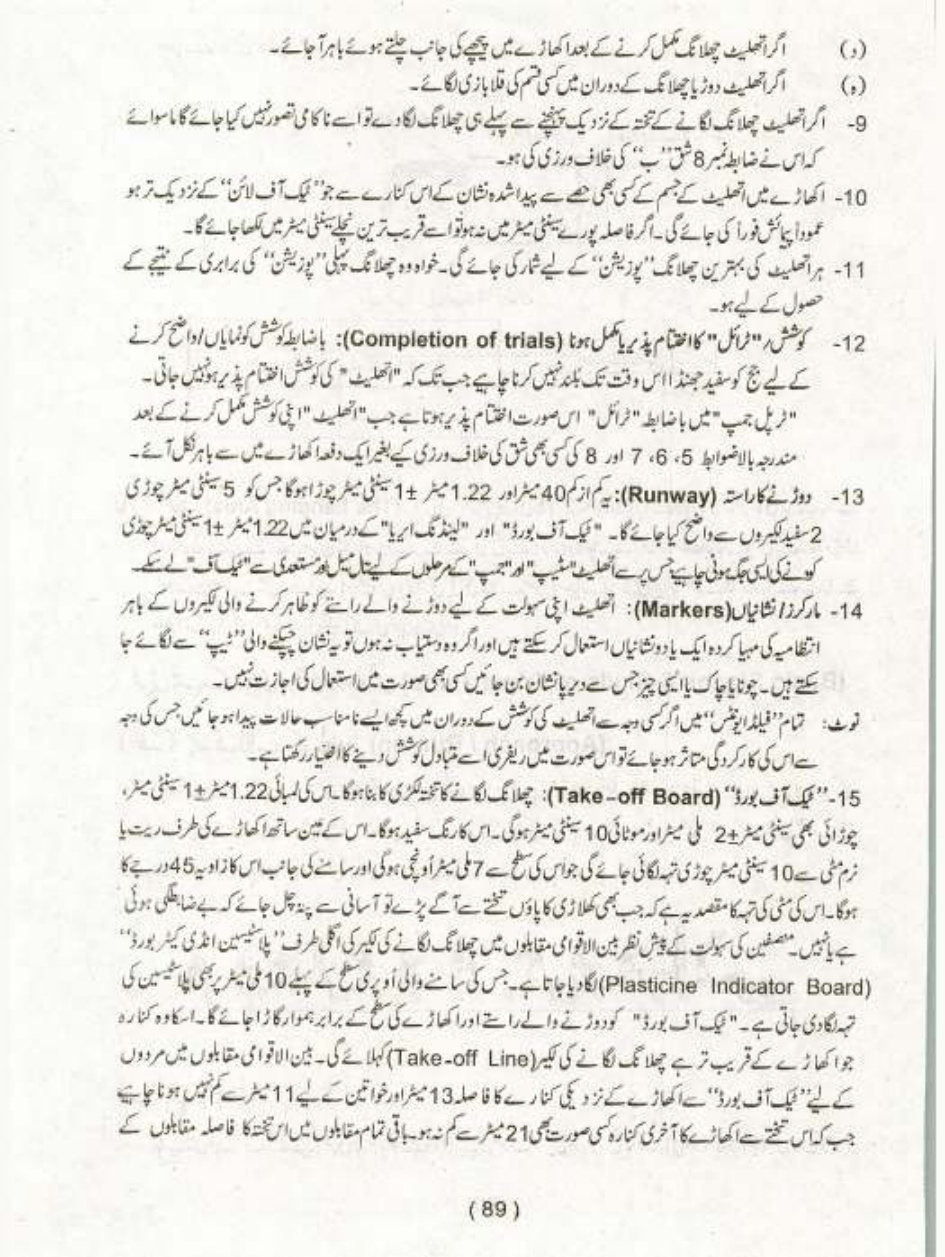 (د) اگر اتھلیٹ چھلانگ مکمل کرنے کے بعد اکھاڑے میں پیچھے کی جانب چلتے ہوئے باہر آ جائے۔
(ہ) اگر اتھلیٹ دوڑ یا چھلانگ کے دوران میں کسی قسم کی قلابازی لگائے۔
9- اگر اتھلیٹ چھلانگ لگانے کے تختہ کے نزدیک پہنچنے سے پہلے ہی چھلانگ لگا دے تو اسے ناکامی تصور نہیں کیا جائے گا ماسوائے
کہ اس نے ضابطہ نمبر 8 شق "ب" کی خلاف ورزی کی ہو۔
10- اکھاڑے میں اتھلیٹ کے جسم کے کسی بھی حصے سے پیدا شدہ نشان کے اس کنارے سے جو "ٹیک آف لائن" کے نزدیک تر ہو
عموداً پیمائش فوراً کی جائے گی۔ اگر فاصلہ پورے سینٹی میٹر میں نہ ہو تو اسے قریب ترین نچلے سینٹی میٹر میں لکھا جائے گا۔
11- ہر اتھلیٹ کی بہترین چھلانگ "پوزیشن" کے لیے شمار کی جائے گی۔ خواہ وہ چھلانگ پہلی "پوزیشن" کی برابری کے نتیجے کے
حصول کے لیے ہو۔
12- کوشش ر "ٹرائل" کا اختتام پذیر یا مکمل ہونا (Completion of trials): باضابطہ کوشش کو نمایاں/واضح کرنے
کے لیے جج کو سفید جھنڈا اس وقت تک بلند نہیں کرنا چاہیے جب تک کہ "اتھلیٹ" کی کوشش اختتام پذیر ہو نہیں جاتی۔
"ٹرپل جمپ" میں باضابطہ "ٹرائل" اس صورت اختتام پذیر ہوتا ہے جب "اتھلیٹ" اپنی کوشش مکمل کرنے کے بعد
مندرجہ بالا ضوابط 5، 6، 7 اور 8 کی کسی بھی شق کی خلاف ورزی کیے بغیر ایک دفعہ اکھاڑے میں سے باہر نکل آئے۔
13- دوڑنے کا راستہ (Runway): یہ کم از کم 40 میٹر اور 1.22 میٹر ±1 سینٹی میٹر چوڑا ہوگا جس کو 5 سینٹی میٹر چوڑی
2 سفید لکیروں سے واضح کیا جائے گا۔ "ٹیک آف بورڈ" اور "لینڈنگ ایریا" کے درمیان میں 1.22 میٹر ±1 سینٹی میٹر چوڑی
کودنے کی ایسی جگہ ہونی چاہیے جس پر سے اتھلیٹ "سٹیپ" اور "جمپ" کے مرحلوں کے لیے تال میل اور مستعدی سے "ٹیک آف" لے سکے۔
14- مارکرز/نشانیاں (Markers): اتھلیٹ اپنی سہولت کے لیے دوڑنے والے راستے کو ظاہر کرنے والی لکیروں کے باہر
انتظامیہ کی مہیا کردہ ایک یا دو نشانیاں استعمال کر سکتے ہیں اور اگر وہ دستیاب نہ ہوں تو یہ نشان چپکنے والی "ٹیپ" سے لگائے جا
سکتے ہیں۔ چونا یا چاک یا ایسی چیز جس سے دیرپا نشان بن جائیں کسی بھی صورت میں استعمال کی اجازت نہیں۔
نوٹ: تمام "فیلڈ ایونٹس" میں اگر کسی وجہ سے اتھلیٹ کی کوشش کے دوران میں کچھ ایسے نامناسب حالات پیدا ہو جائیں جس کی وجہ
سے اس کی کارکردگی متاثر ہو جائے تو اس صورت میں ریفری اسے متبادل کوشش دینے کا اختیار رکھتا ہے۔
15- "ٹیک آف بورڈ" (Take-off Board): چھلانگ لگانے کا تختہ لکڑی کا بنا ہوگا۔ اس کی لمبائی 1.22 میٹر ±1 سینٹی میٹر،
چوڑائی بھی سینٹی میٹر ±2 ملی میٹر اور موٹائی 10 سینٹی میٹر ہوگی۔ اس کا رنگ سفید ہوگا۔ اس کے عین ساتھ اکھاڑے کی طرف ریت یا
نرم مٹی سے 10 سینٹی میٹر چوڑی تہہ لگائی جائے گی جو اس کی سطح سے 7 ملی میٹر اونچی ہوگی اور سامنے کی جانب اس کا زاویہ 45 درجے کا
ہوگا۔ اس کی مٹی کی تہہ کا مقصد یہ ہے کہ جب بھی کھلاڑی کا پاؤں تختے سے آگے پڑے تو آسانی سے پتہ چل جائے کہ بے ضابطگی ہوئی
ہے یا نہیں۔ منصفین کی سہولت کے پیش نظر بین الاقوامی مقابلوں میں چھلانگ لگانے کی لکیر کی اگلی طرف "پلاسٹیسین انڈی کیٹر بورڈ"
(Plasticine Indicator Board) لگا دیا جاتا ہے۔ جس کی سامنے والی اُوپری سطح کے پہلے 10 ملی میٹر پر بھی پلاسٹیسین کی
تہہ لگا دی جاتی ہے۔ "ٹیک آف بورڈ" کو دوڑنے والے راستے اور اکھاڑے کی سطح کے برابر ہموار گاڑا جائے گا۔ اسکا وہ کنارہ
جو اکھاڑے کے قریب تر ہے چھلانگ لگانے کی لکیر (Take-off Line) کہلائے گی۔ بین الاقوامی مقابلوں میں مردوں
کے لیے "ٹیک آف بورڈ" سے اکھاڑے کے نزدیکی کنارے کا فاصلہ 13 میٹر اور خواتین کے لیے 11 میٹر سے کم نہیں ہونا چاہیے
جب کہ اس تختے سے اکھاڑے کا آخری کنارہ کسی صورت بھی 21 میٹر سے کم نہ ہو۔ باقی تمام مقابلوں میں اس تختہ کا فاصلہ مقابلوں کے
(89)